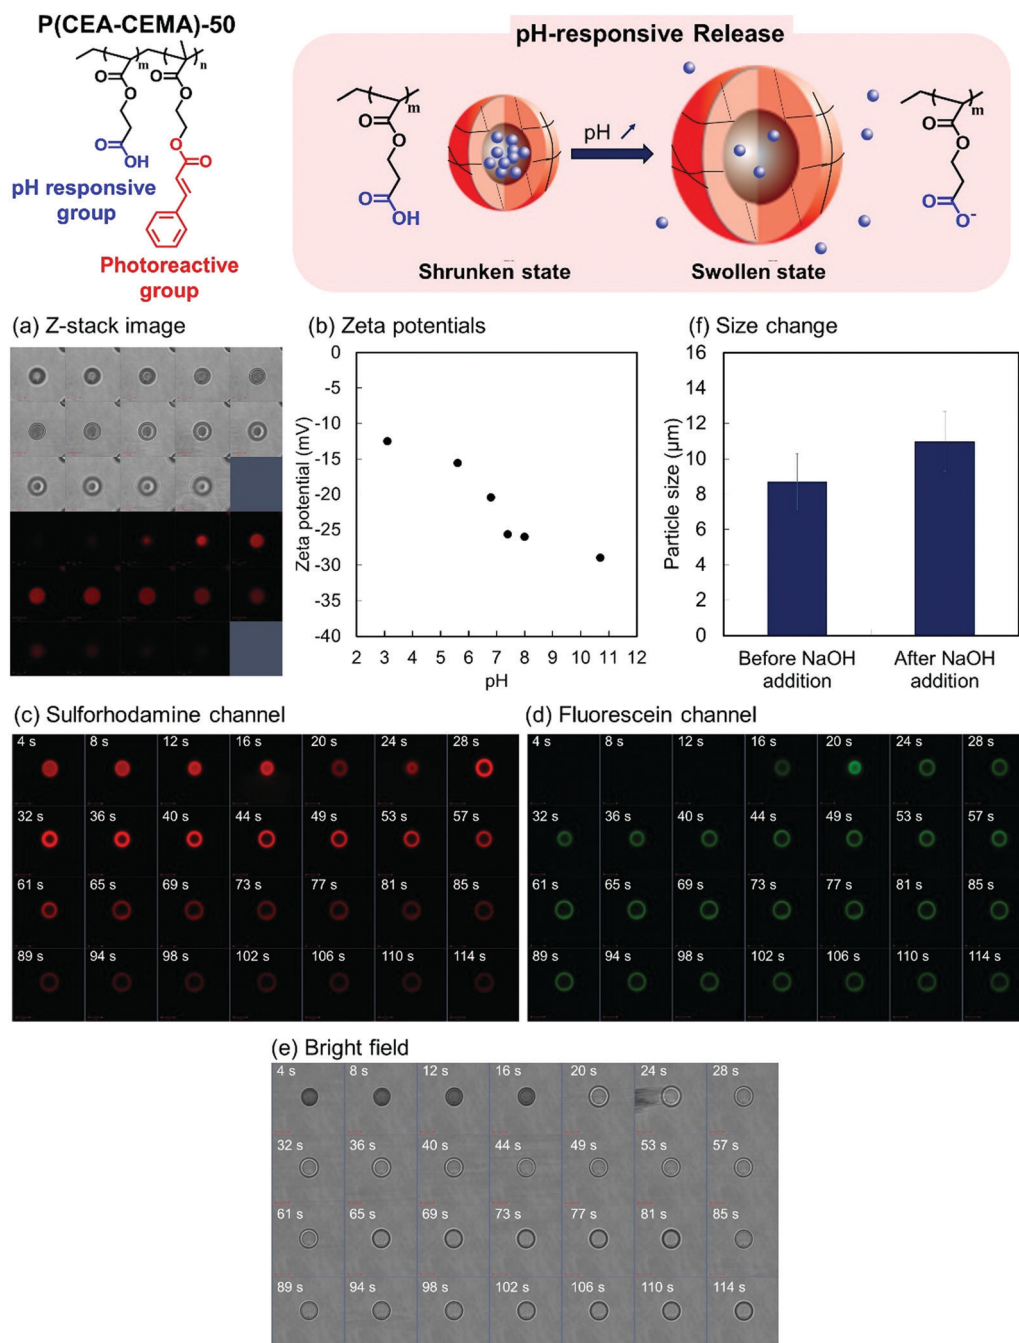 P(CEA-CEMA)-50
m
n
O
O
O
O
O
OH
O
O
O
pH responsive
group
Photoreactive
group
pH-responsive Release
m
O
O
O
OH
pH
m
O
O
O
O-
Shrunken state
Swollen state
(a) Z-stack image
(b) Zeta potentials
Zeta potential (mV)
0
-5
-10
-15
-20
-25
-30
-35
-40
2 3 4 5 6 7 8 9 10 11 12
pH
(f) Size change
Particle size (µm)
16
14
12
10
8
6
4
2
0
Before NaOH
addition
After NaOH
addition
(c) Sulforhodamine channel
4 s 8 s 12 s 16 s 20 s 24 s 28 s
32 s 36 s 40 s 44 s 49 s 53 s 57 s
61 s 65 s 69 s 73 s 77 s 81 s 85 s
89 s 94 s 98 s 102 s 106 s 110 s 114 s
(d) Fluorescein channel
4 s 8 s 12 s 16 s 20 s 24 s 28 s
32 s 36 s 40 s 44 s 49 s 53 s 57 s
61 s 65 s 69 s 73 s 77 s 81 s 85 s
89 s 94 s 98 s 102 s 106 s 110 s 114 s
(e) Bright field
4 s 8 s 12 s 16 s 20 s 24 s 28 s
32 s 36 s 40 s 44 s 49 s 53 s 57 s
61 s 65 s 69 s 73 s 77 s 81 s 85 s
89 s 94 s 98 s 102 s 106 s 110 s 114 s